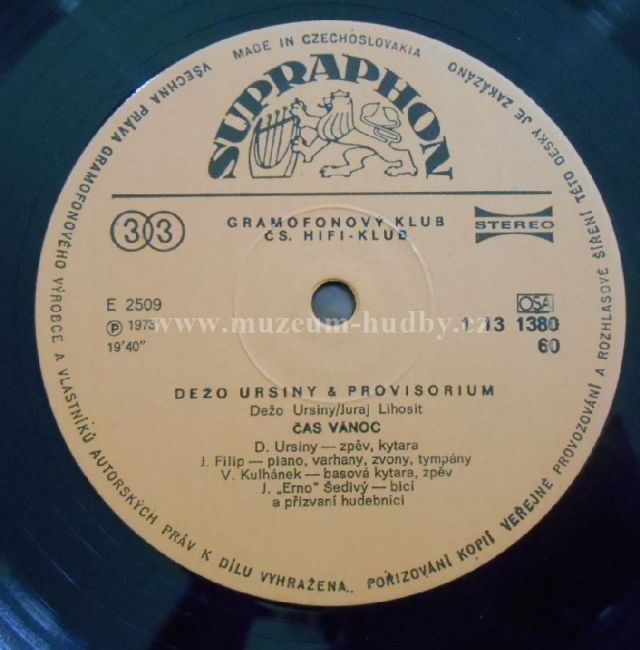 VŠECHNA PRÁVA GRAMOFONOVÉHO VÝROBCE A VLASTNÍKŮ AUTORSKÝCH PRÁV K DÍLU VYHRAŽENA. POŘIZOVÁNÍ KOPIÍ VEŘEJNÉ PROVOZOVÁNÍ A ROZHLASOVÉ ŠÍŘENÍ TÉTO DESKY JE ZAKÁZÁNO
MADE IN CZECHOSLOVAKIA
SUPRAPHON
33
GRAMOFONOVÝ KLUB
ČS. HIFI-KLUB
STEREO
E 2509
OSA
℗ 1973
1 13 1380
www.muzeum-hudby.cz
19'40"
60
DEŽO URSINY & PROVISORIUM
Dežo Ursiny/Juraj Lihosit
ČAS VÁNOC
D. Ursiny — zpěv, kytara
J. Filip — piano, varhany, zvony, tympány
V. Kulhánek — basová kytara, zpěv
J. „Erno" Šedivý — bicí
a přizvaní hudebníci